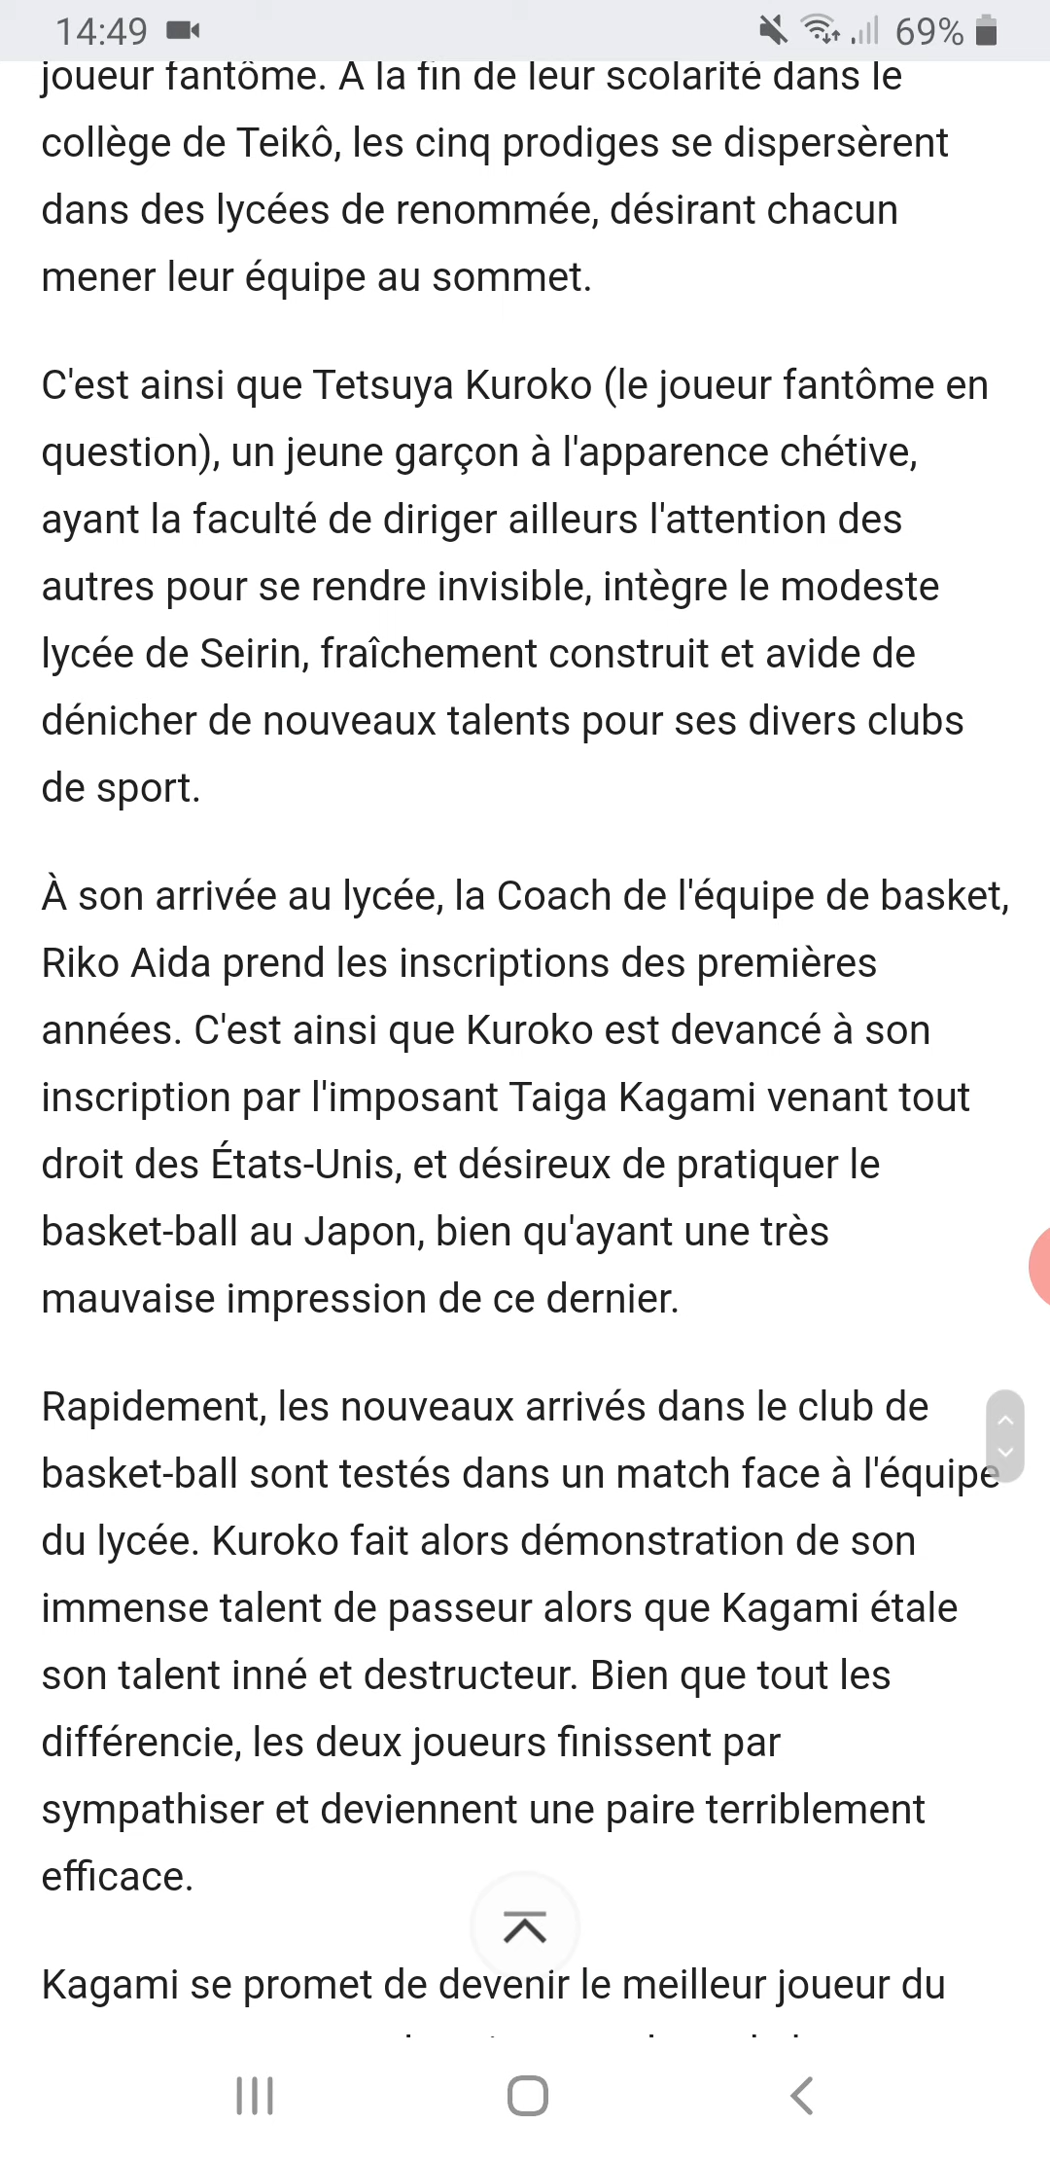 14:49
69%
joueur fantôme. À la fin de leur scolarité dans le
collège de Teikô, les cinq prodiges se dispersèrent
dans des lycées de renommée, désirant chacun
mener leur équipe au sommet.
C'est ainsi que Tetsuya Kuroko (le joueur fantôme en
question), un jeune garçon à l'apparence chétive,
ayant la faculté de diriger ailleurs l'attention des
autres pour se rendre invisible, intègre le modeste
lycée de Seirin, fraîchement construit et avide de
dénicher de nouveaux talents pour ses divers clubs
de sport.
À son arrivée au lycée, la Coach de l'équipe de basket,
Riko Aida prend les inscriptions des premières
années. C'est ainsi que Kuroko est devancé à son
inscription par l'imposant Taiga Kagami venant tout
droit des États-Unis, et désireux de pratiquer le
basket-ball au Japon, bien qu'ayant une très
mauvaise impression de ce dernier.
Rapidement, les nouveaux arrivés dans le club de
basket-ball sont testés dans un match face à l'équipe
du lycée. Kuroko fait alors démonstration de son
immense talent de passeur alors que Kagami étale
son talent inné et destructeur. Bien que tout les
différencie, les deux joueurs finissent par
sympathiser et deviennent une paire terriblement
efficace.
Kagami se promet de devenir le meilleur joueur du